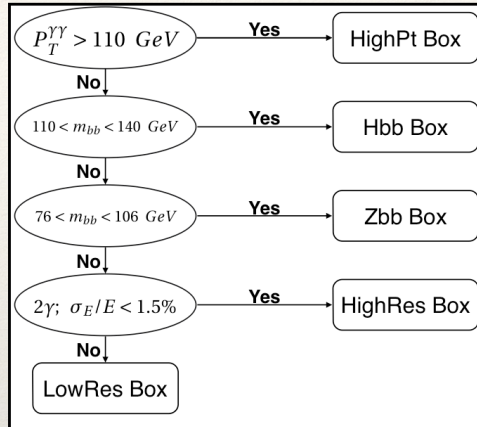 P_T^{γγ} > 110 GeV
Yes
HighPt Box
No
110 < m_{bb} < 140 GeV
Yes
Hbb Box
No
76 < m_{bb} < 106 GeV
Yes
Zbb Box
No
2γ; σ_E/E < 1.5%
Yes
HighRes Box
No
LowRes Box